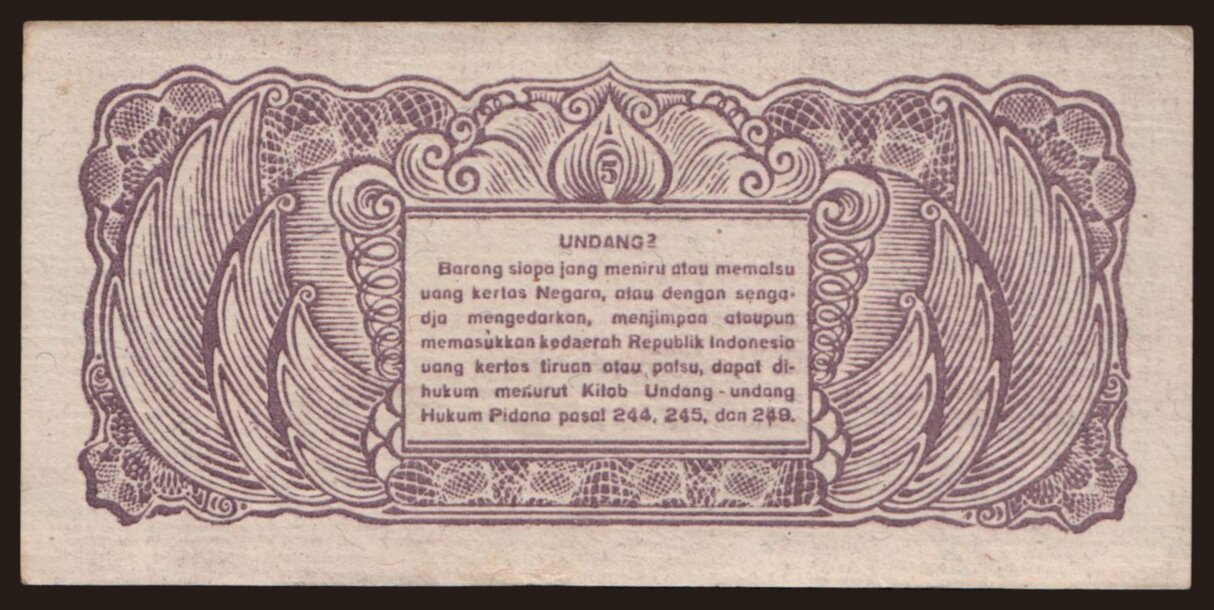 5
UNDANG²
Barang siapa jang meniru atau memalsu
uang kertas Negara, atau dengan senga-
dja mengedarkan, menjimpan ataupun
memasukkan kedaerah Republik Indonesia
uang kertas tiruan atau palsu, dapat di-
hukum menurut Kitab Undang-undang
Hukum Pidana pasal 244, 245, dan 249.